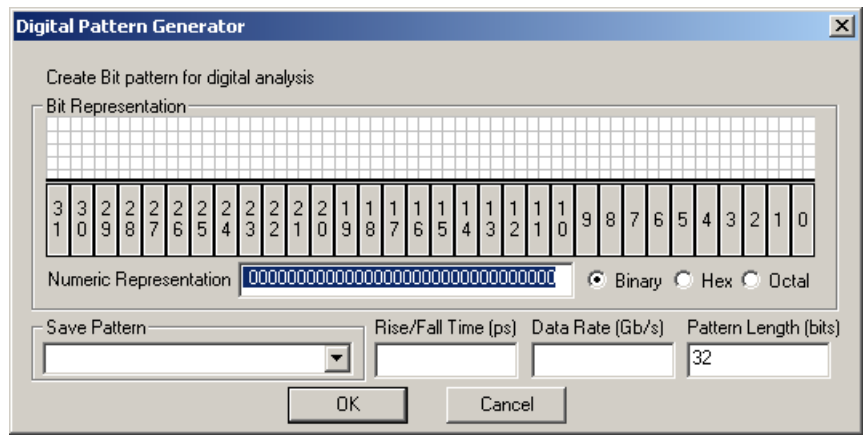 Digital Pattern Generator
Create Bit pattern for digital analysis
Bit Representation
31 30 29 28 27 26 25 24 23 22 21 20 19 18 17 16 15 14 13 12 11 10 9 8 7 6 5 4 3 2 1 0
Numeric Representation 00000000000000000000000000000000 Binary Hex Octal
Save Pattern Rise/Fall Time (ps) Data Rate (Gb/s) Pattern Length (bits)
32
OK Cancel